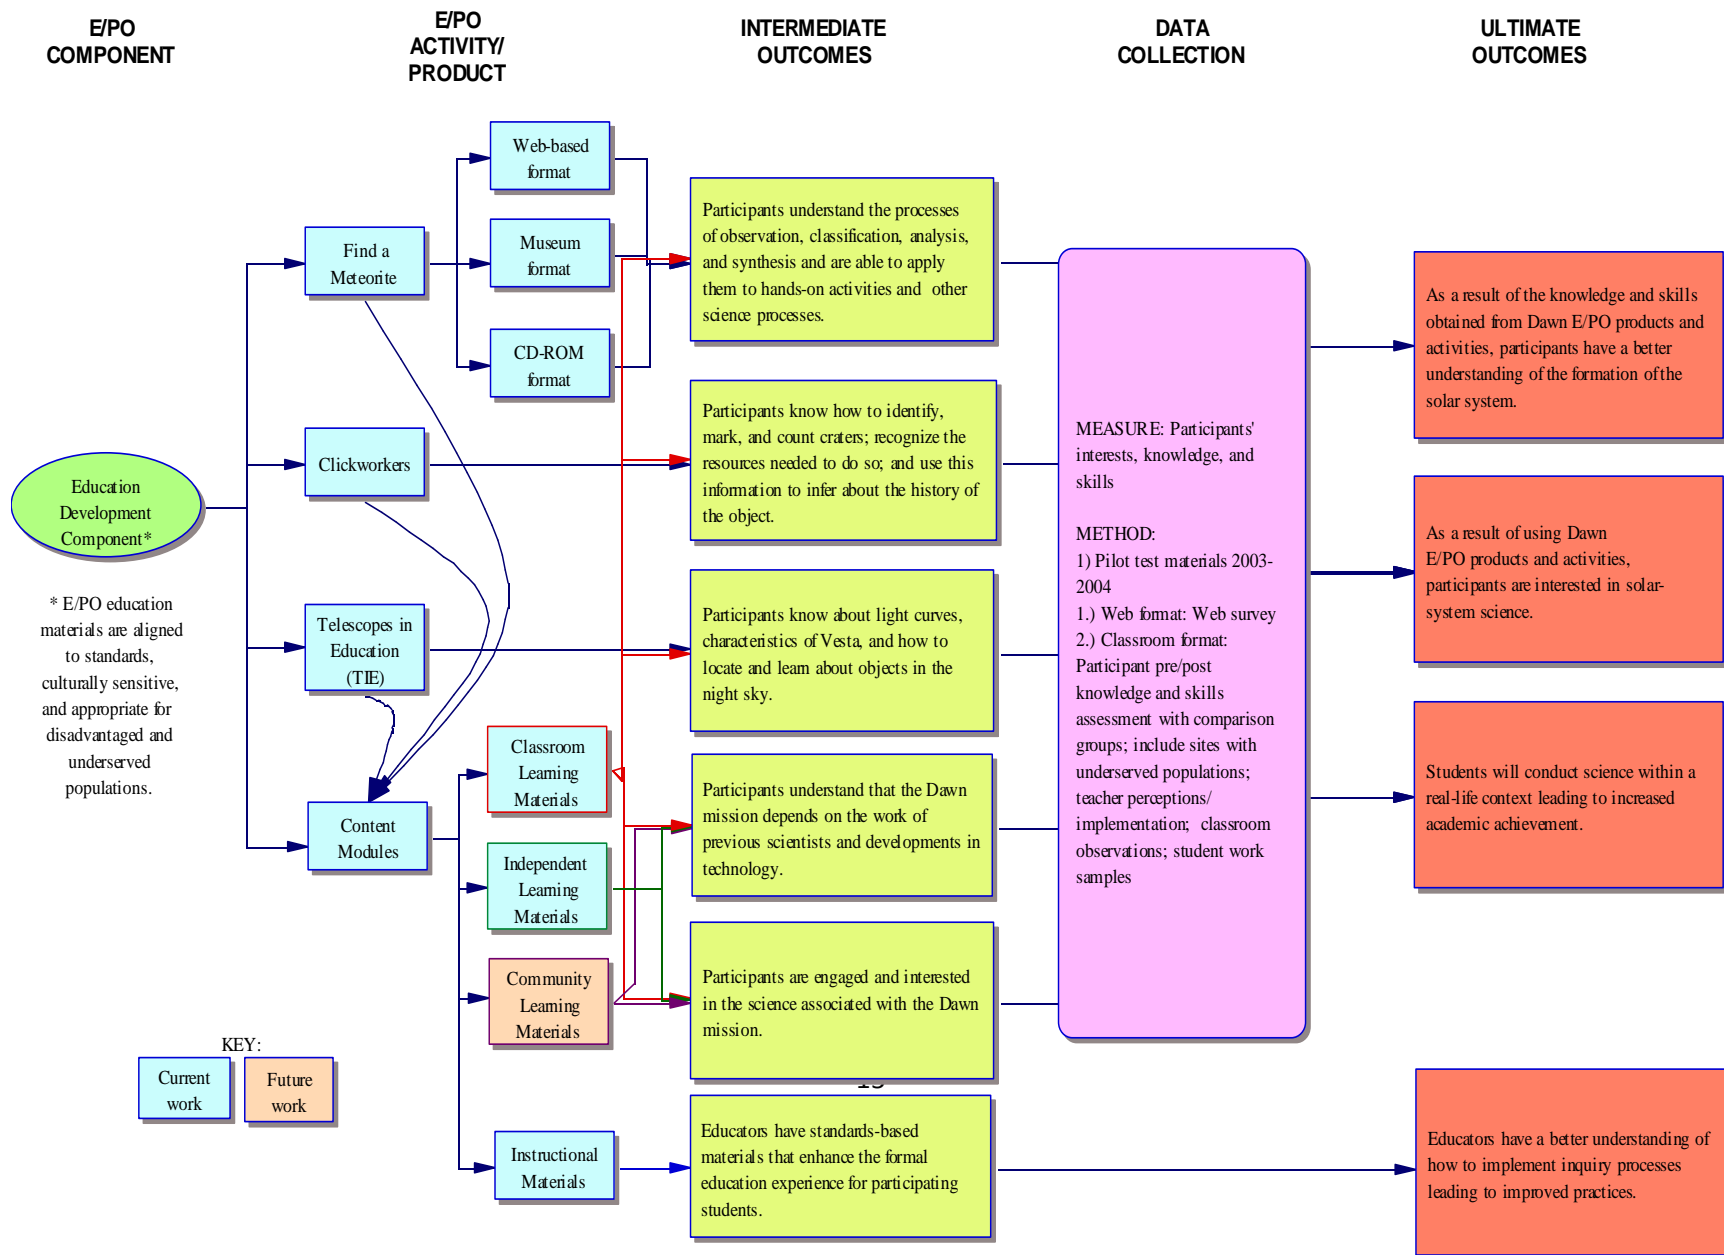 E/PO
COMPONENT
E/PO
ACTIVITY/
PRODUCT
INTERMEDIATE
OUTCOMES
DATA
COLLECTION
ULTIMATE
OUTCOMES
Education
Development
Component*
* E/PO education
materials are aligned
to standards,
culturally sensitive,
and appropriate for
disadvantaged and
underserved
populations.
KEY:
Current
work
Future
work
Find a
Meteorite
Clickworkers
Telescopes in
Education
(TIE)
Content
Modules
Web-based
format
Museum
format
CD-ROM
format
Classroom
Learning
Materials
Independent
Learning
Materials
Community
Learning
Materials
Instructional
Materials
Participants understand the processes
of observation, classification, analysis,
and synthesis and are able to apply
them to hands-on activities and other
science processes.
Participants know how to identify,
mark, and count craters; recognize the
resources needed to do so; and use this
information to infer about the history of
the object.
Participants know about light curves,
characteristics of Vesta, and how to
locate and learn about objects in the
night sky.
Participants understand that the Dawn
mission depends on the work of
previous scientists and developments in
technology.
Participants are engaged and interested
in the science associated with the Dawn
mission.
Educators have standards-based
materials that enhance the formal
education experience for participating
students.
MEASURE: Participants'
interests, knowledge, and
skills
METHOD:
1) Pilot test materials 2003-
2004
1.) Web format: Web survey
2.) Classroom format:
Participant pre/post
knowledge and skills
assessment with comparison
groups; include sites with
underserved populations;
teacher perceptions/
implementation; classroom
observations; student work
samples
As a result of the knowledge and skills
obtained from Dawn E/PO products and
activities, participants have a better
understanding of the formation of the
solar system.
As a result of using Dawn
E/PO products and activities,
participants are interested in solar-
system science.
Students will conduct science within a
real-life context leading to increased
academic achievement.
Educators have a better understanding of
how to implement inquiry processes
leading to improved practices.